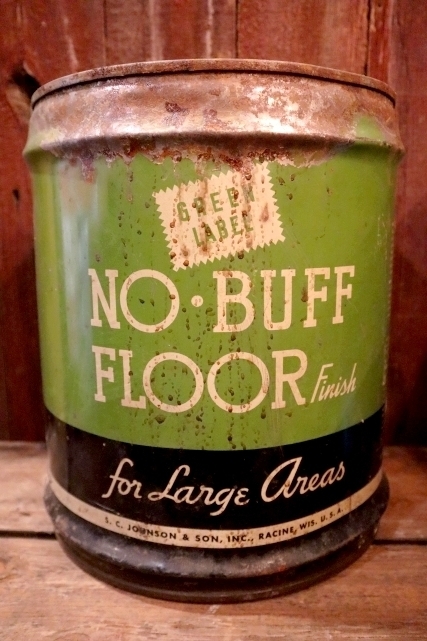 GREEN
LABEL
NO·BUFF
FLOOR Finish
for Large Areas
S. C. JOHNSON & SON, INC., RACINE, WIS. U.S.A.